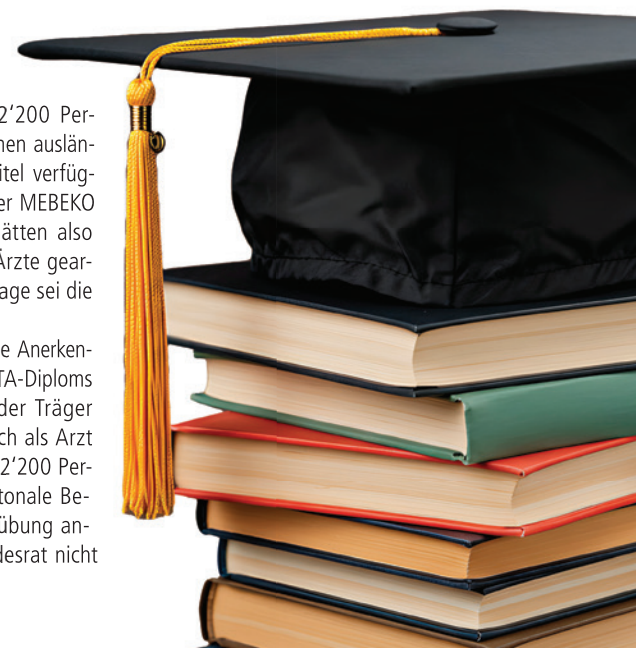 2’200 Per-
nen auslän-
itel verfüg-
er MEBEKO
ätten also
Ärzte gear-
age sei die
e Anerken-
TA-Diploms
der Träger
ch als Arzt
2’200 Per-
tonale Be-
übung an-
desrat nicht